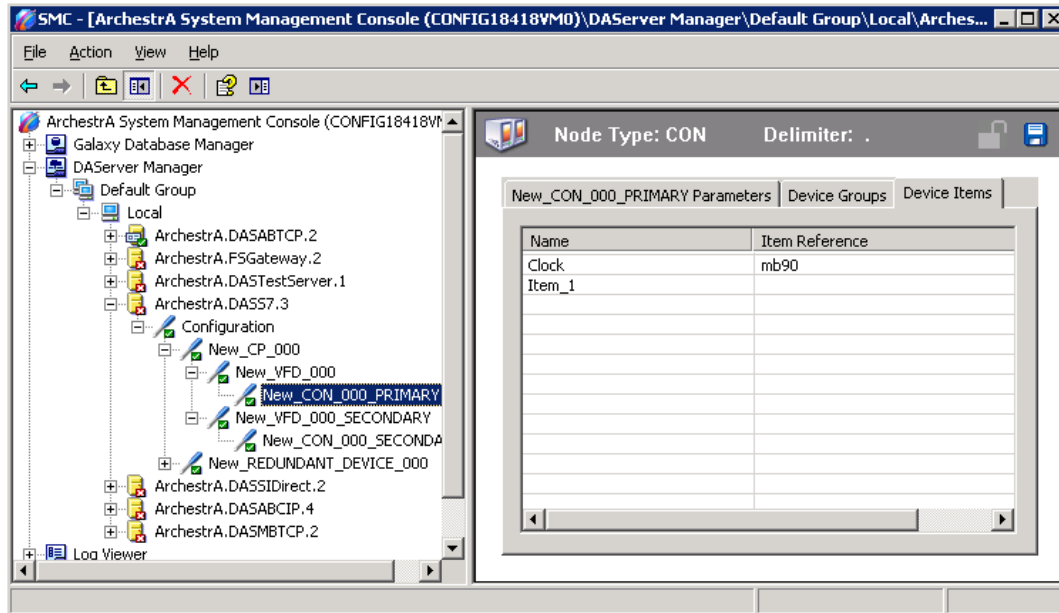 SMC - [ArchestrA System Management Console (CONFIG18418VM0)\DAServer Manager\Default Group\Local\Arches...
File Action View Help
ArchestrA System Management Console (CONFIG18418VM
Galaxy Database Manager
DAServer Manager
Default Group
Local
ArchestrA.DASABTCP.2
ArchestrA.FSGateway.2
ArchestrA.DASTestServer.1
ArchestrA.DASS7.3
Configuration
New_CP_000
New_VFD_000
New_CON_000_PRIMARY
New_VFD_000_SECONDARY
New_CON_000_SECONDA
New_REDUNDANT_DEVICE_000
ArchestrA.DASSIDirect.2
ArchestrA.DASABCIP.4
ArchestrA.DASMBTCP.2
Log Viewer
Node Type: CON Delimiter: .
New_CON_000_PRIMARY Parameters Device Groups Device Items
Name Item Reference
Clock mb90
Item_1